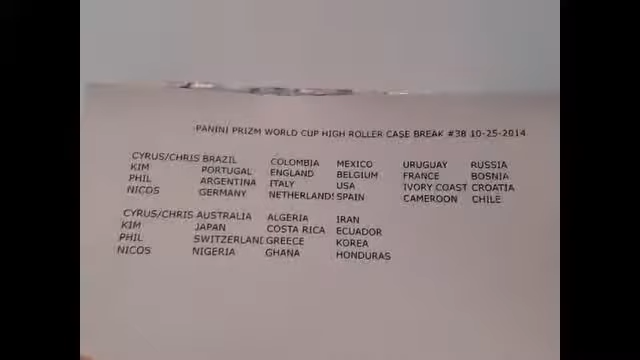 PANINI PRIZM WORLD CUP HIGH ROLLER CASE BREAK #38 10-25-2014
CYRUS/CHRIS BRAZIL COLOMBIA MEXICO URUGUAY RUSSIA
KIM PORTUGAL ENGLAND BELGIUM FRANCE BOSNIA
PHIL ARGENTINA ITALY USA IVORY COAST CROATIA
NICOS GERMANY NETHERLANDS SPAIN CAMEROON CHILE
CYRUS/CHRIS AUSTRALIA ALGERIA IRAN
KIM JAPAN COSTA RICA ECUADOR
PHIL SWITZERLAND GREECE KOREA
NICOS NIGERIA GHANA HONDURAS